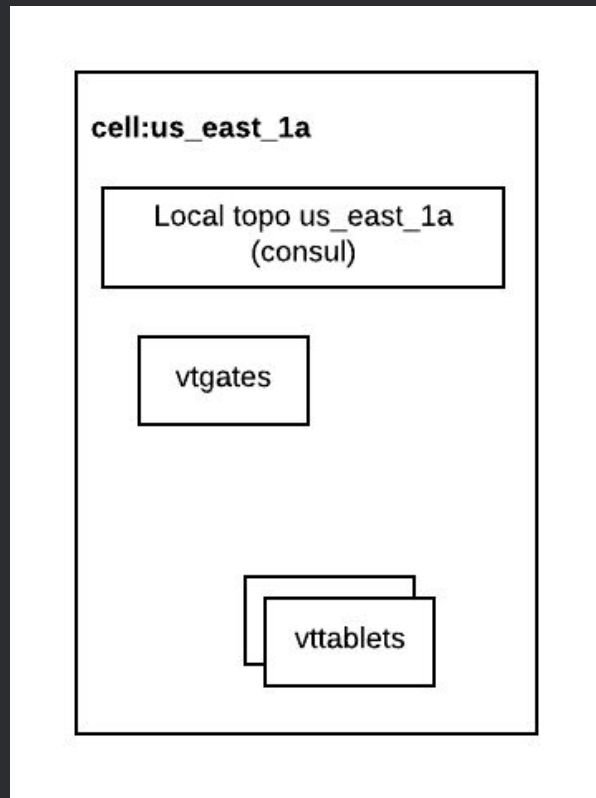 cell:us_east_1a
Local topo us_east_1a
(consul)
vtgates
vttablets